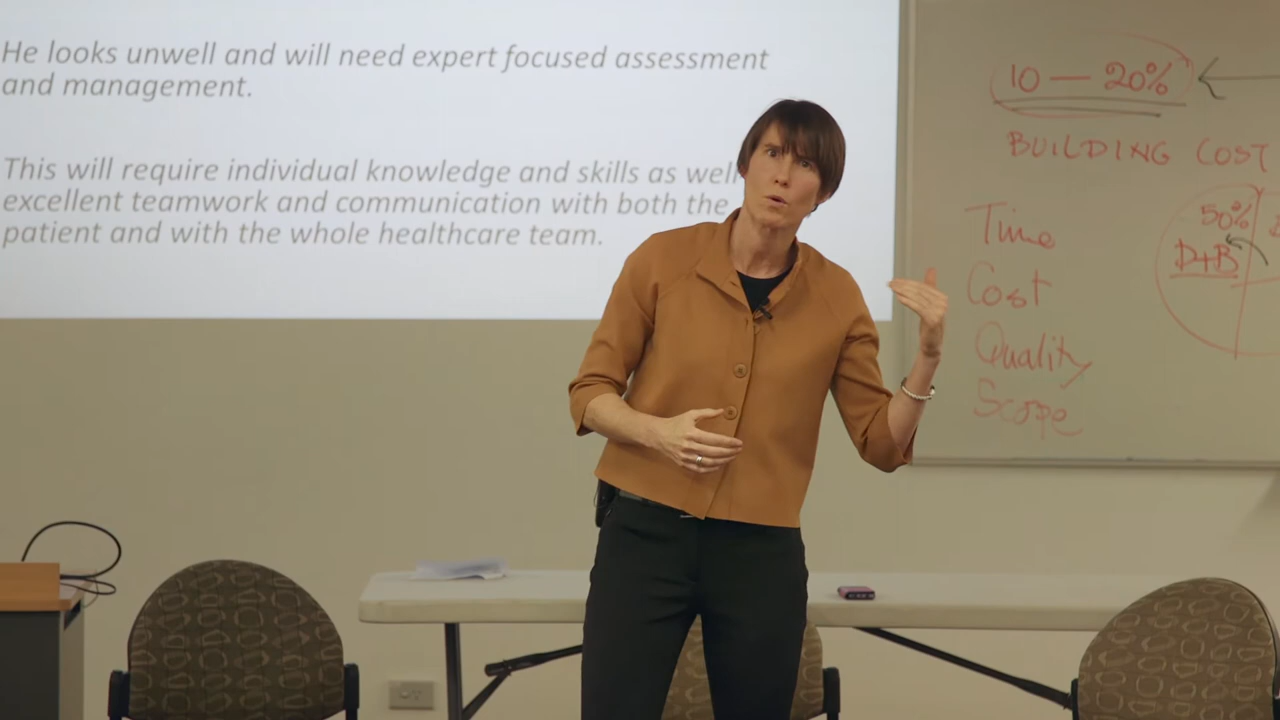 He looks unwell and will need expert focused assessment
and management.
This will require individual knowledge and skills as well
excellent teamwork and communication with both the
patient and with the whole healthcare team.
10 — 20%
BUILDING COST
Time
Cost
Quality
Scope
50%
D+B